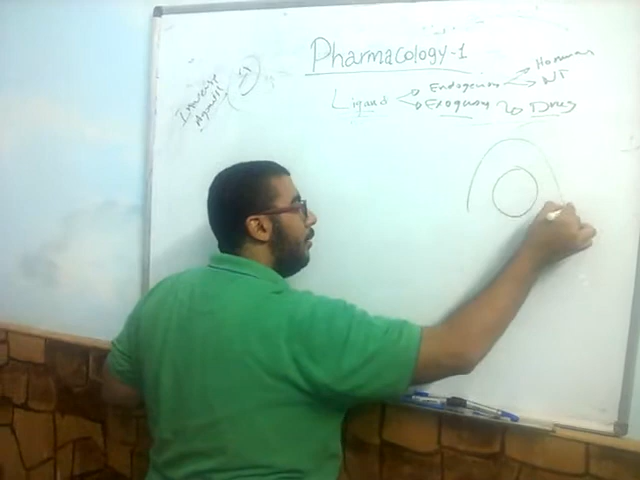 Pharmacology-1
Hormones
Endogenous
NT
Ligand
Exogenous
Drugs
Inverse
Agonist